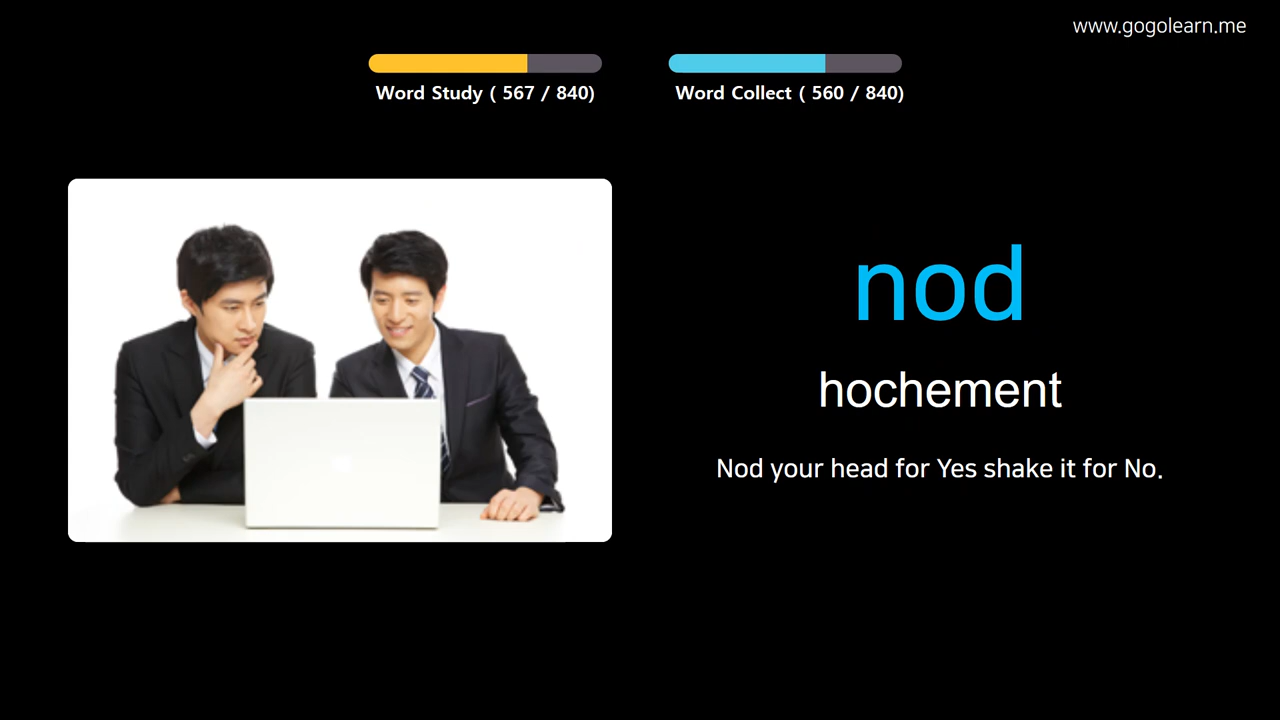 www.gogolearn.me
Word Study ( 567 / 840)
Word Collect ( 560 / 840)
nod
hochement
Nod your head for Yes shake it for No.